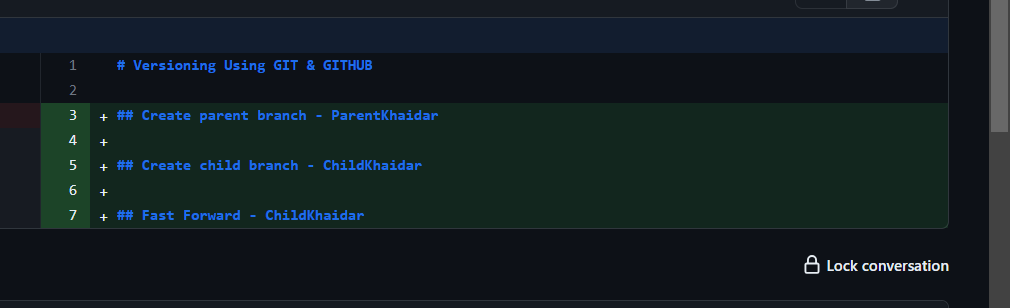 1 # Versioning Using GIT & GITHUB
2
3 + ## Create parent branch - ParentKhaidar
4 +
5 + ## Create child branch - ChildKhaidar
6 +
7 + ## Fast Forward - ChildKhaidar
Lock conversation